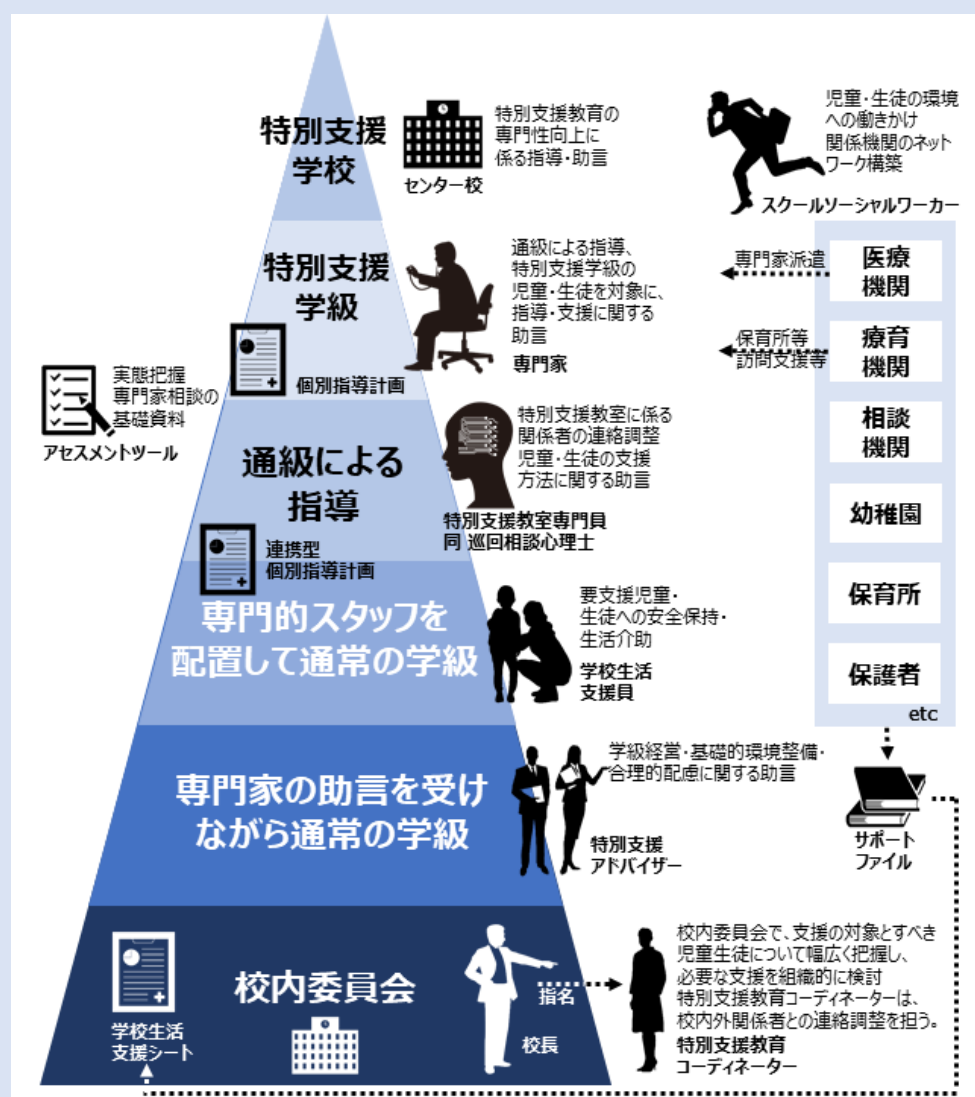 特別支援
学校
センター校
特別支援教育の
専門性向上に
係る指導・助言
児童・生徒の環境
への働きかけ
関係機関のネット
ワーク構築
スクールソーシャルワーカー
特別支援
学級
個別指導計画
通級による指導、
特別支援学級の
児童・生徒を対象に、
指導・支援に関する
助言
専門家
専門家派遣
保育所等
訪問支援等
医療
機関
療育
機関
相談
機関
幼稚園
保育所
保護者
etc
実態把握
専門家相談の
基礎資料
アセスメントツール
通級による
指導
連携型
個別指導計画
特別支援教室に係る
関係者の連絡調整
児童・生徒の支援
方法に関する助言
特別支援教室専門員
同 巡回相談心理士
専門的スタッフを
配置して通常の学級
要支援児童・
生徒への安全保持・
生活介助
学校生活
支援員
専門家の助言を受け
ながら通常の学級
学級経営・基礎的環境整備・
合理的配慮に関する助言
特別支援
アドバイザー
サポート
ファイル
学校生活
支援シート
校内委員会
校長
指名
校内委員会で、支援の対象とすべき
児童生徒について幅広く把握し、
必要な支援を組織的に検討
特別支援教育コーディネーターは、
校内外関係者との連絡調整を担う。
特別支援教育
コーディネーター